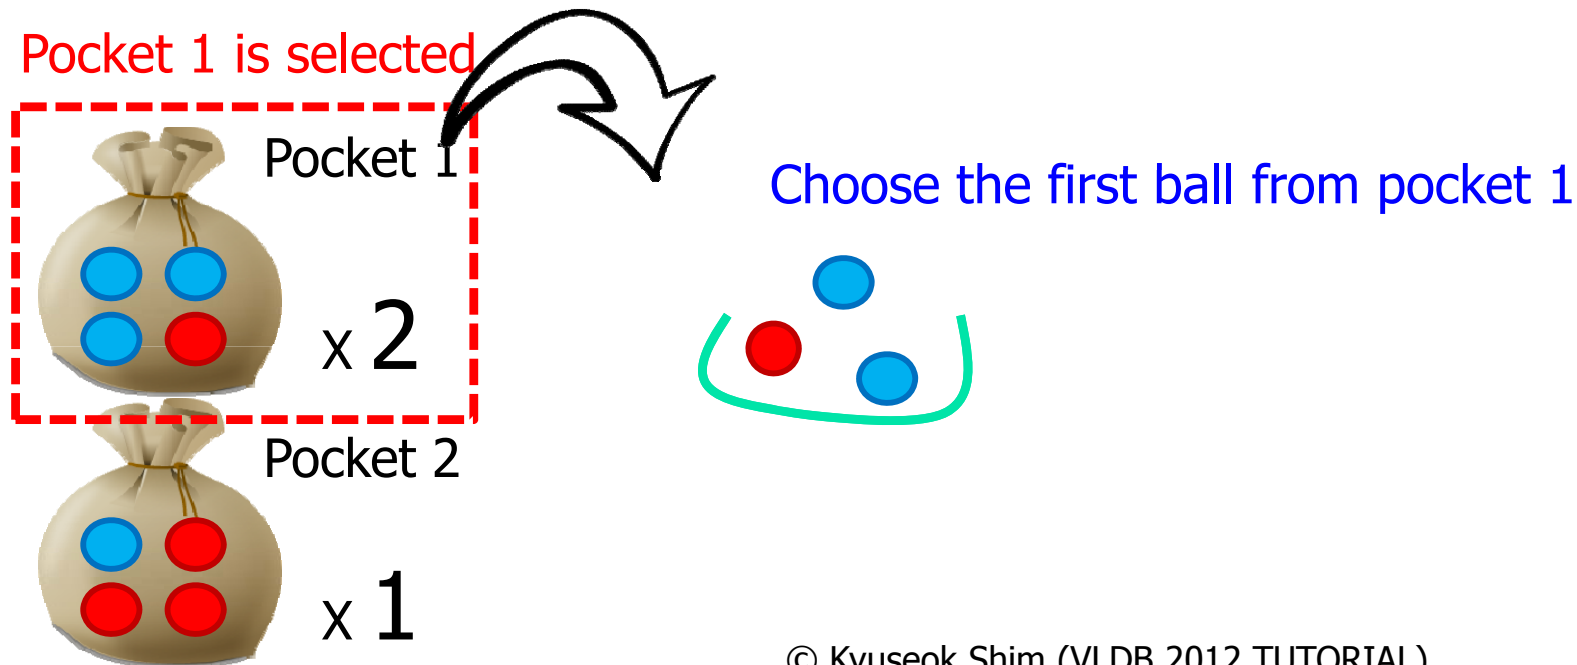 Pocket 1 is selected
Pocket 1
Choose the first ball from pocket 1
x 2
Pocket 2
x 1
© Kyuseok Shim (VLDB 2012 TUTORIAL)